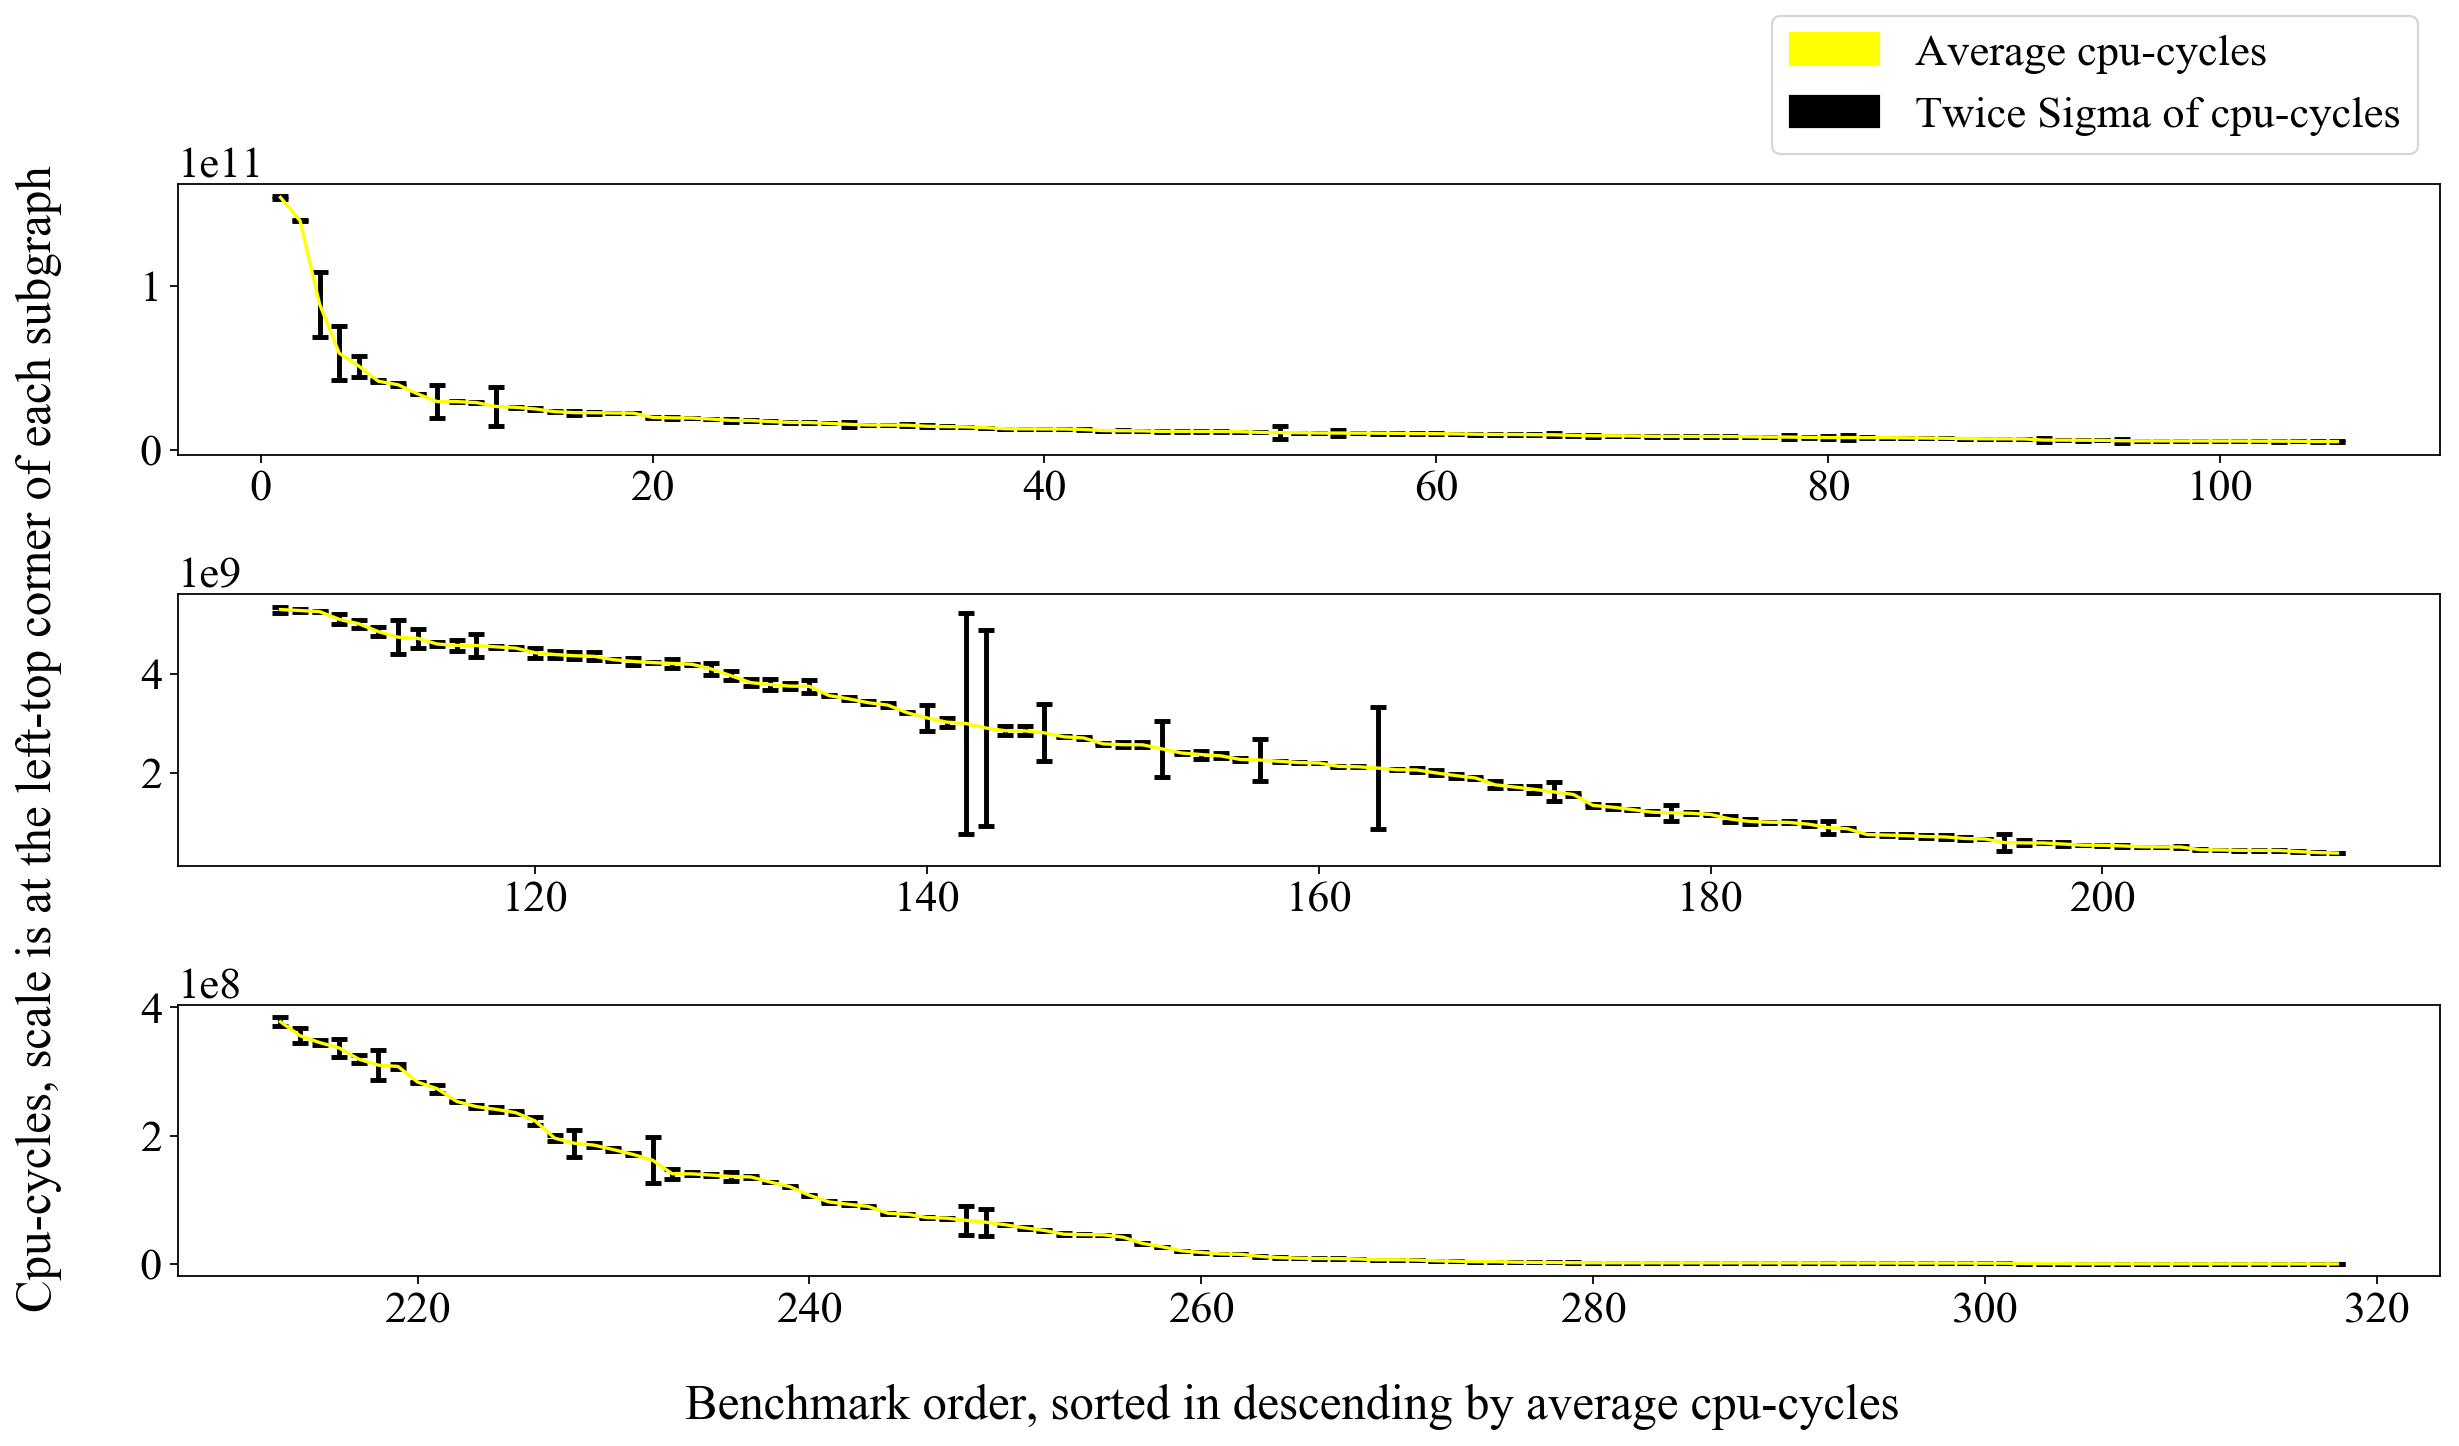 Average cpu-cycles
Twice Sigma of cpu-cycles
Cpu-cycles, scale is at the left-top corner of each subgraph
1e11
1
0
0 20 40 60 80 100
1e9
4
2
120 140 160 180 200
1e8
4
2
0
220 240 260 280 300 320
Benchmark order, sorted in descending by average cpu-cycles